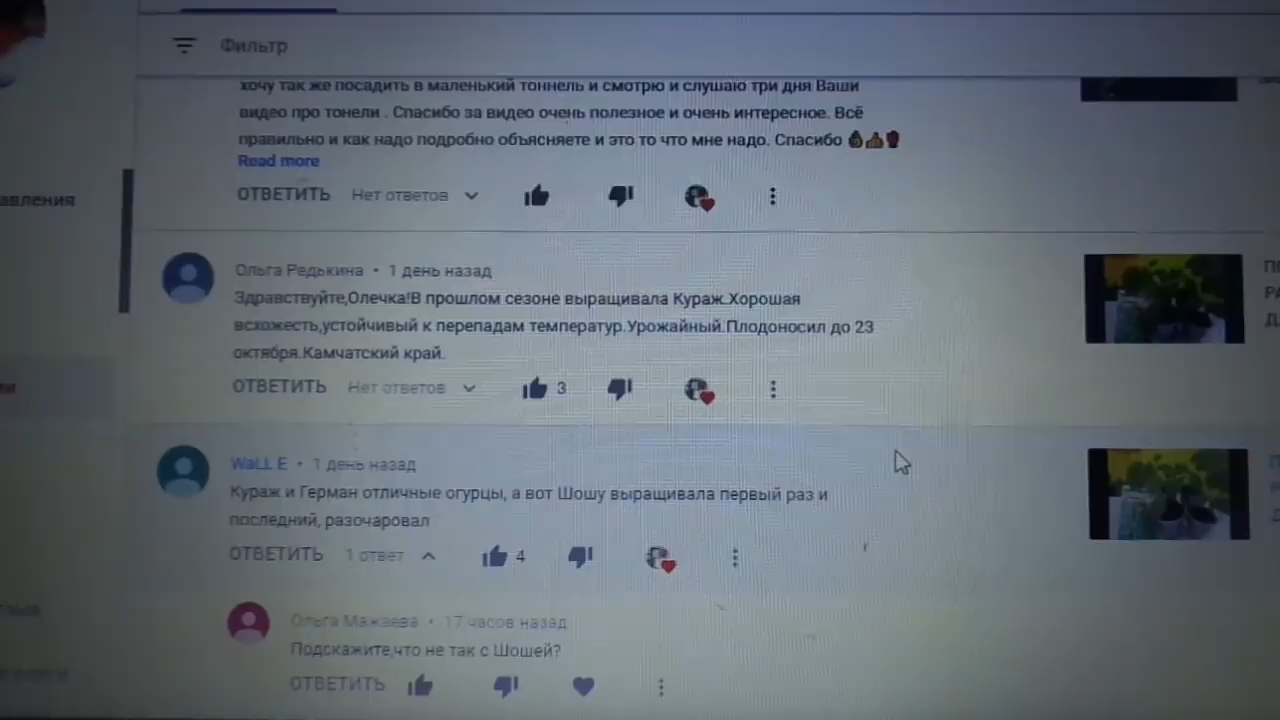 Фильтр
хочу так же посадить в маленький тоннель и смотрю и слушаю три дня Ваши
видео про тонели . Спасибо за видео очень полезное и очень интересное. Всё
правильно и как надо подробно объясняете и это то что мне надо. Спасибо
Read more
ОТВЕТИТЬ Нет ответов
авления
Ольга Редькина • 1 день назад
Здравствуйте,Олечка!В прошлом сезоне выращивала Кураж.Хорошая
всхожесть,устойчивый к перепадам температур.Урожайный.Плодоносил до 23
октября.Камчатский край.
ОТВЕТИТЬ Нет ответов 3
WaLL E • 1 день назад
Кураж и Герман отличные огурцы, а вот Шошу выращивала первый раз и
последний, разочаровал
ОТВЕТИТЬ 1 ответ 4
Ольга Мажаева • 17 часов назад
Подскажите,что не так с Шошей?
ОТВЕТИТЬ